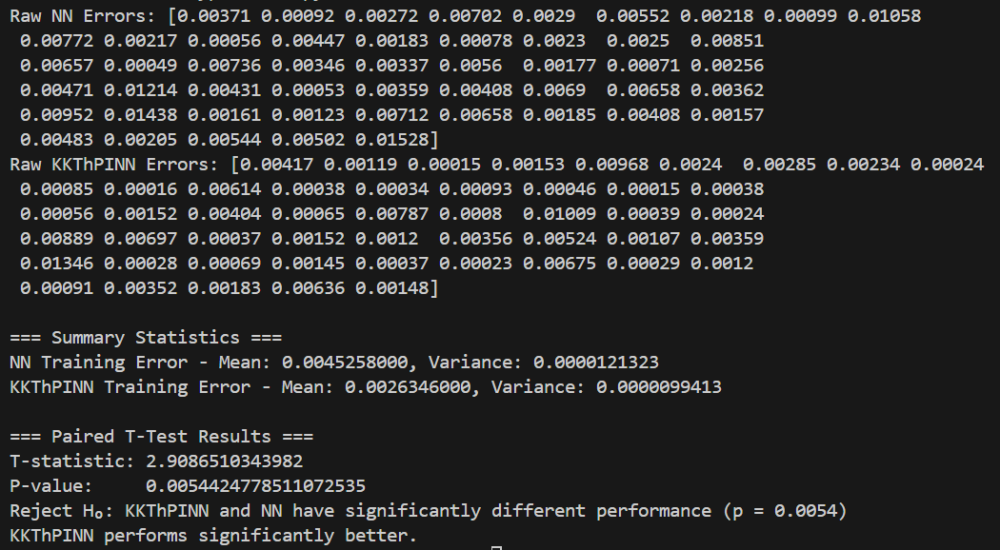 Raw NN Errors: [0.00371 0.00092 0.00272 0.00702 0.0029  0.00552 0.00218 0.00099 0.01058
0.00772 0.00217 0.00056 0.00447 0.00183 0.00078 0.0023  0.0025  0.00851
0.00657 0.00049 0.00736 0.00346 0.00337 0.0056  0.00177 0.00071 0.00256
0.00471 0.01214 0.00431 0.00053 0.00359 0.00408 0.0069  0.00658 0.00362
0.00952 0.01438 0.00161 0.00123 0.00712 0.00658 0.00185 0.00408 0.00157
0.00483 0.00205 0.00544 0.00502 0.01528]
Raw KKThPINN Errors: [0.00417 0.00119 0.00015 0.00153 0.00968 0.0024  0.00285 0.00234 0.00024
0.00085 0.00016 0.00614 0.00038 0.00034 0.00093 0.00046 0.00015 0.00038
0.00056 0.00152 0.00404 0.00065 0.00787 0.0008  0.01009 0.00039 0.00024
0.00889 0.00697 0.00037 0.00152 0.0012  0.00356 0.00524 0.00107 0.00359
0.01346 0.00028 0.00069 0.00145 0.00037 0.00023 0.00675 0.00029 0.0012
0.00091 0.00352 0.00183 0.00636 0.00148]
=== Summary Statistics ===
NN Training Error - Mean: 0.0045258000, Variance: 0.0000121323
KKThPINN Training Error - Mean: 0.0026346000, Variance: 0.0000099413
=== Paired T-Test Results ===
T-statistic: 2.9086510343982
P-value:     0.0054424778511072535
Reject H₀: KKThPINN and NN have significantly different performance (p = 0.0054)
KKThPINN performs significantly better.